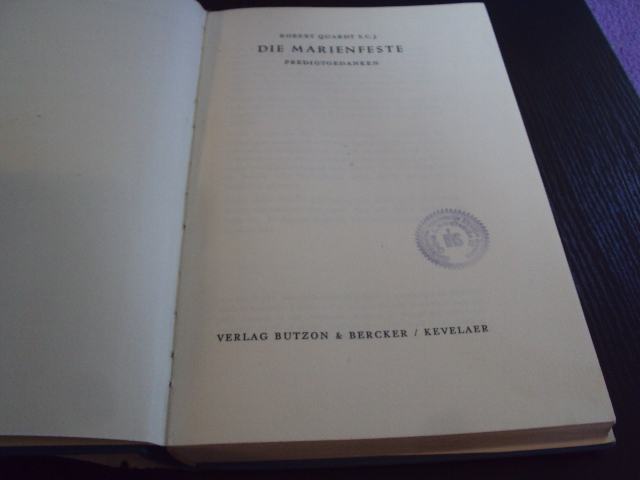 ROBERT QUARDT S.C.J.
DIE MARIENFESTE
PREDIGTGEDANKEN
VERLAG BUTZON & BERCKER / KEVELAER